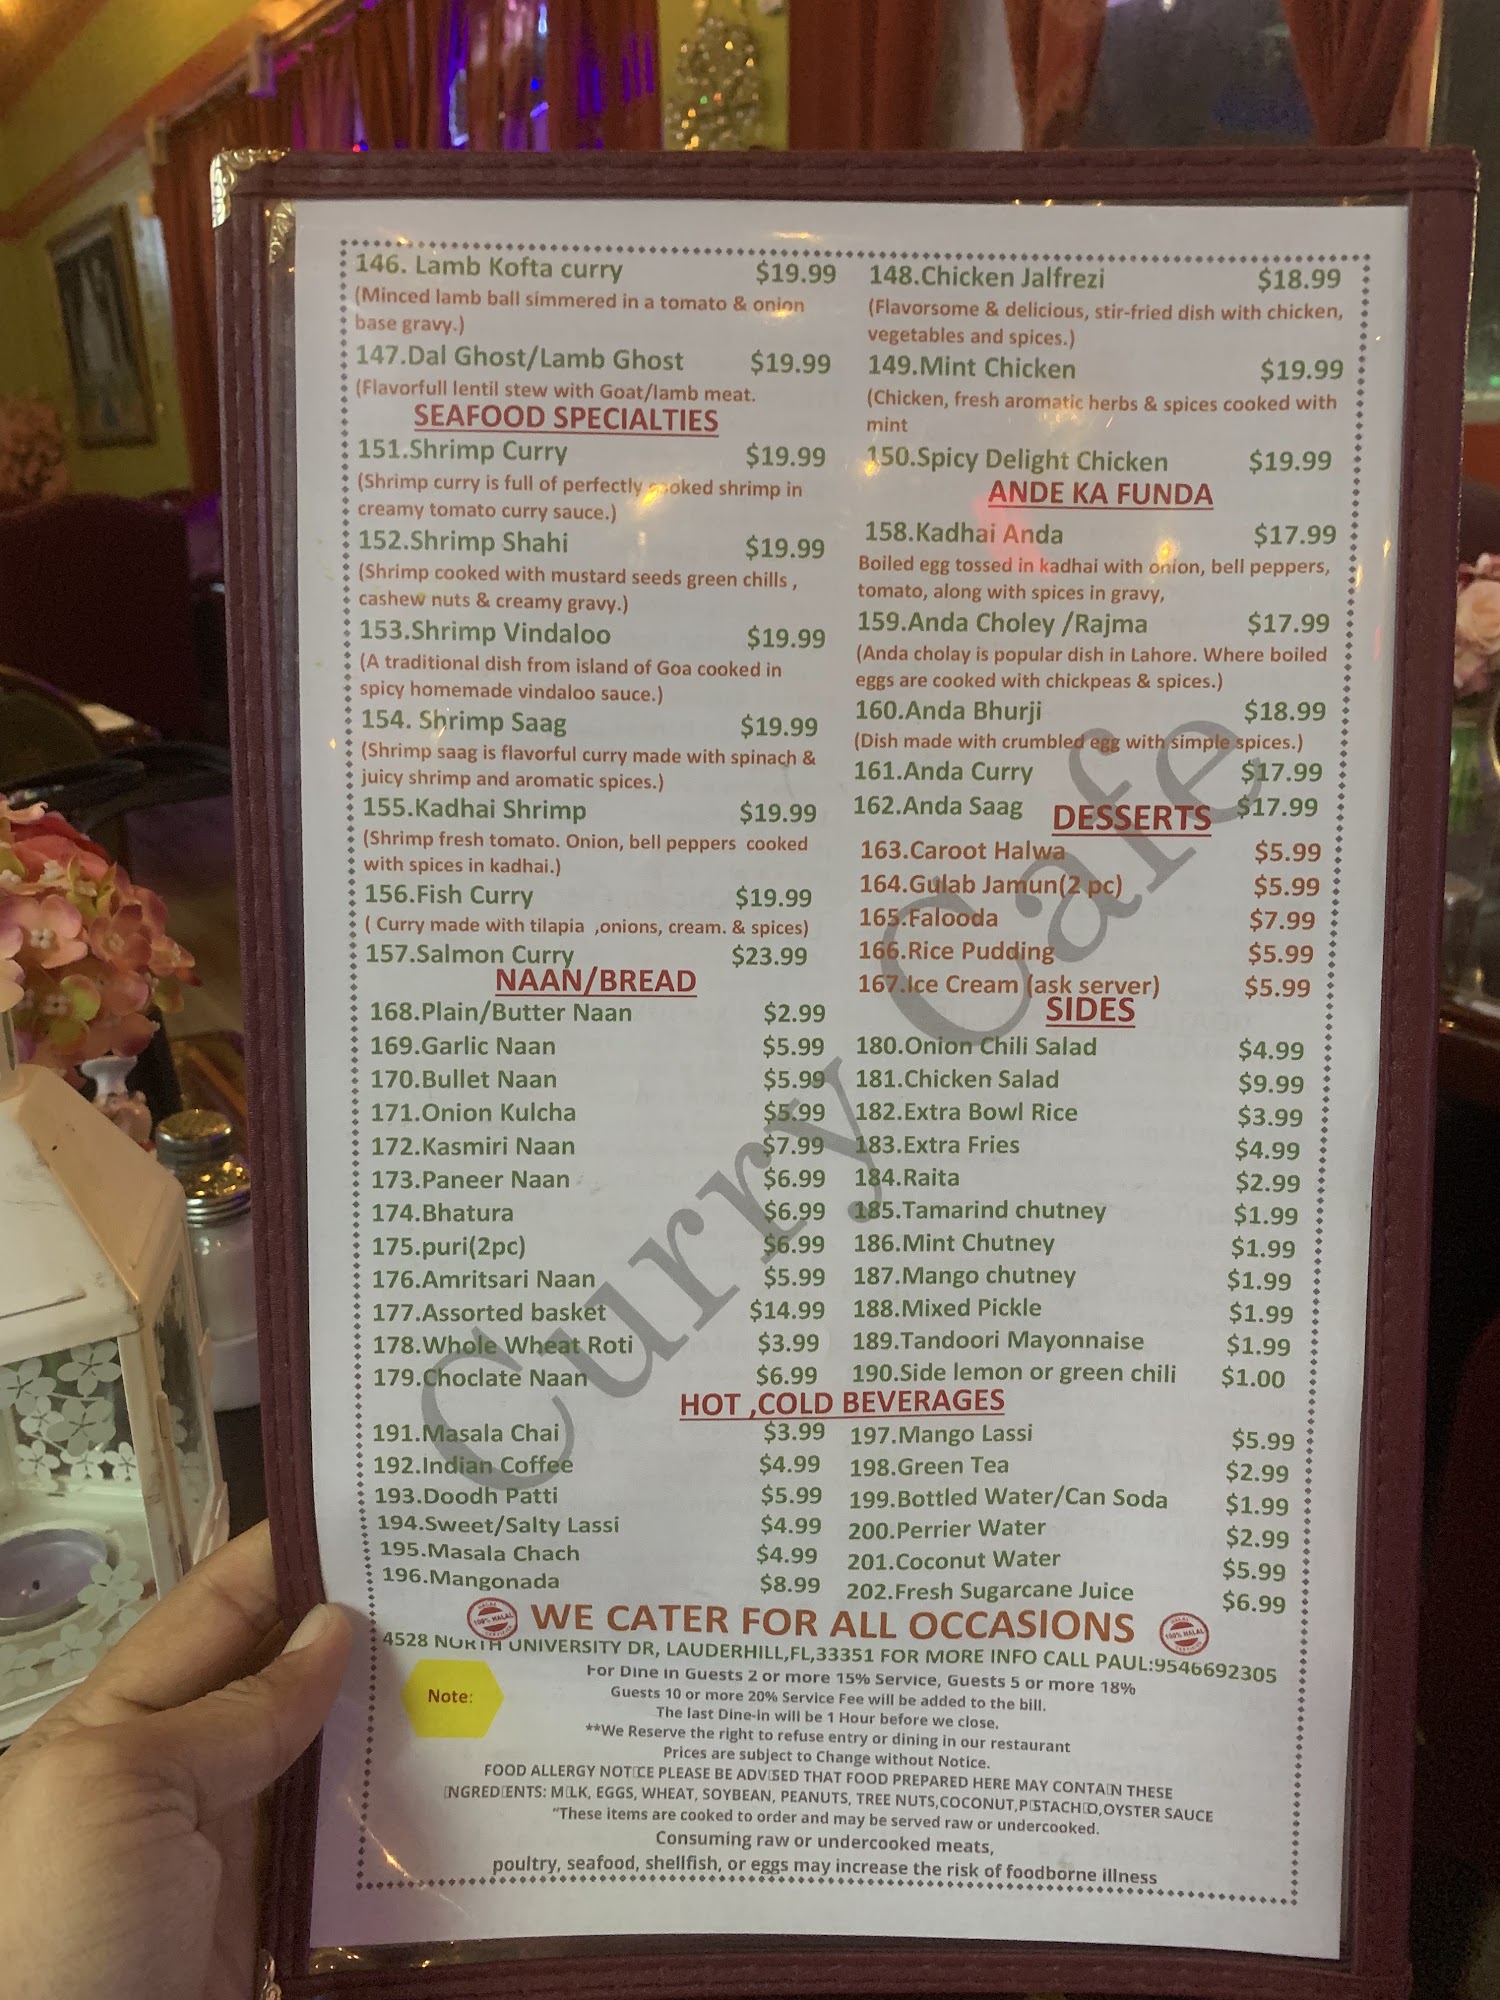 146. Lamb Kofta curry $19.99
(Minced lamb ball simmered in a tomato & onion
base gravy.)
147.Dal Ghost/Lamb Ghost $19.99
(Flavorfull lentil stew with Goat/lamb meat.
SEAFOOD SPECIALTIES
151.Shrimp Curry $19.99
(Shrimp curry is full of perfectly cooked shrimp in
creamy tomato curry sauce.)
152.Shrimp Shahi $19.99
(Shrimp cooked with mustard seeds green chills ,
cashew nuts & creamy gravy.)
153.Shrimp Vindaloo $19.99
(A traditional dish from island of Goa cooked in
spicy homemade vindaloo sauce.)
154. Shrimp Saag $19.99
(Shrimp saag is flavorful curry made with spinach &
juicy shrimp and aromatic spices.)
155.Kadhai Shrimp $19.99
(Shrimp fresh tomato. Onion, bell peppers cooked
with spices in kadhai.)
156.Fish Curry $19.99
( Curry made with tilapia ,onions, cream. & spices)
157.Salmon Curry $23.99
NAAN/BREAD
168.Plain/Butter Naan $2.99
169.Garlic Naan $5.99
170.Bullet Naan $5.99
171.Onion Kulcha $5.99
172.Kasmiri Naan $7.99
173.Paneer Naan $6.99
174.Bhatura $6.99
175.puri(2pc) $6.99
176.Amritsari Naan $5.99
177.Assorted basket $14.99
178.Whole Wheat Roti $3.99
179.Choclate Naan $6.99
148.Chicken Jalfrezi $18.99
(Flavorsome & delicious, stir-fried dish with chicken,
vegetables and spices.)
149.Mint Chicken $19.99
(Chicken, fresh aromatic herbs & spices cooked with
mint
150.Spicy Delight Chicken $19.99
ANDE KA FUNDA
158.Kadhai Anda $17.99
Boiled egg tossed in kadhai with onion, bell peppers,
tomato, along with spices in gravy,
159.Anda Choley /Rajma $17.99
(Anda cholay is popular dish in Lahore. Where boiled
eggs are cooked with chickpeas & spices.)
160.Anda Bhurji $18.99
(Dish made with crumbled egg with simple spices.)
161.Anda Curry $17.99
162.Anda Saag $17.99
DESSERTS
163.Caroot Halwa $5.99
164.Gulab Jamun(2 pc) $5.99
165.Falooda $7.99
166.Rice Pudding $5.99
167.Ice Cream (ask server) $5.99
SIDES
180.Onion Chili Salad $4.99
181.Chicken Salad $9.99
182.Extra Bowl Rice $3.99
183.Extra Fries $4.99
184.Raita $2.99
185.Tamarind chutney $1.99
186.Mint Chutney $1.99
187.Mango chutney $1.99
188.Mixed Pickle $1.99
189.Tandoori Mayonnaise $1.99
190.Side lemon or green chili $1.00
Curry Cafe
HOT ,COLD BEVERAGES
191.Masala Chai $3.99
192.Indian Coffee $4.99
193.Doodh Patti $5.99
194.Sweet/Salty Lassi $4.99
195.Masala Chach $4.99
196.Mangonada $8.99
197.Mango Lassi $5.99
198.Green Tea $2.99
199.Bottled Water/Can Soda $1.99
200.Perrier Water $2.99
201.Coconut Water $5.99
202.Fresh Sugarcane Juice $6.99
100% HALAL WE CATER FOR ALL OCCASIONS 100% HALAL
4528 NORTH UNIVERSITY DR, LAUDERHILL,FL,33351 FOR MORE INFO CALL PAUL:9546692305
Note:
For Dine in Guests 2 or more 15% Service, Guests 5 or more 18%
Guests 10 or more 20% Service Fee will be added to the bill.
The last Dine-in will be 1 Hour before we close.
**We Reserve the right to refuse entry or dining in our restaurant
Prices are subject to Change without Notice.
FOOD ALLERGY NOTICE PLEASE BE ADVISED THAT FOOD PREPARED HERE MAY CONTAIN THESE
INGREDIENTS: MILK, EGGS, WHEAT, SOYBEAN, PEANUTS, TREE NUTS,COCONUT,PISTACHIO,OYSTER SAUCE
"These items are cooked to order and may be served raw or undercooked.
Consuming raw or undercooked meats,
poultry, seafood, shellfish, or eggs may increase the risk of foodborne illness